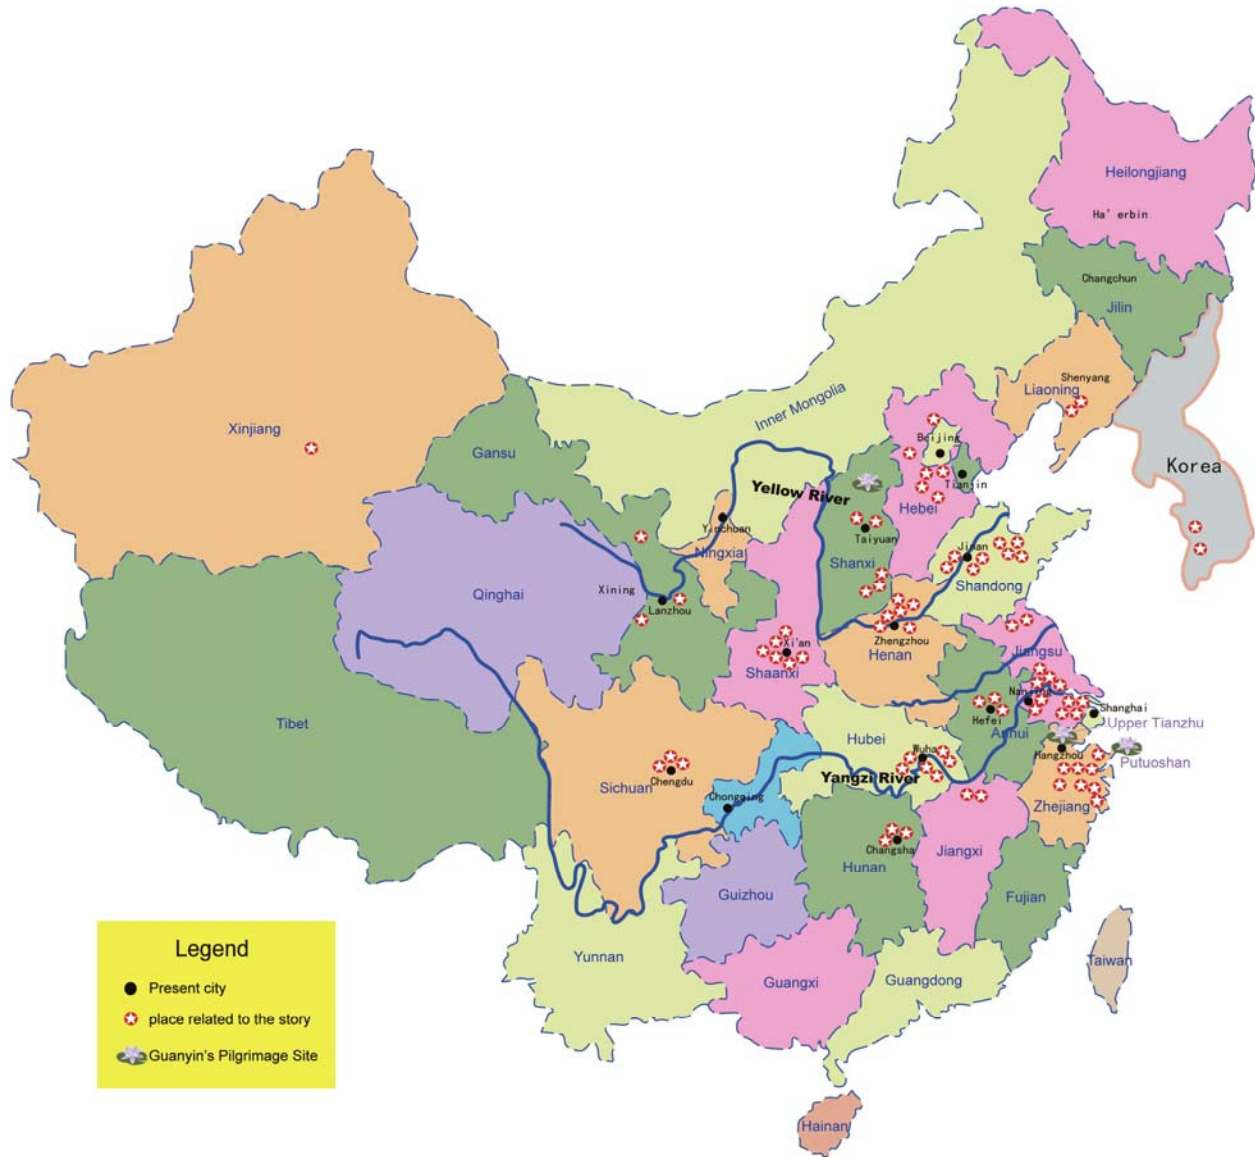 Heilongjiang
Ha' erbin
Changchun
Jilin
Shenyang
Liaoning
Inner Mongolia
Xinjiang
Gansu
Beijing
Tianjin
Korea
Yellow River
Hebei
Yinchuan
Taiyuan
Ningxia
Shanxi
Jinan
Shandong
Qinghai
Xining
Lanzhou
Zhengzhou
Xi'an
Henan
Jiangsu
Shaanxi
Tibet
Nanjing
Shanghai
Hefei
Upper Tianzhu
Anhui
Hubei
Wuha
Hangzhou
Putuoshan
Yangzi River
Chengdu
Sichuan
Chongqing
Zhejiang
Changsha
Jiangxi
Hunan
Guizhou
Fujian
Yunnan
Guangxi
Guangdong
Taiwan
Hainan
Legend
Present city
place related to the story
Guanyin's Pilgrimage Site